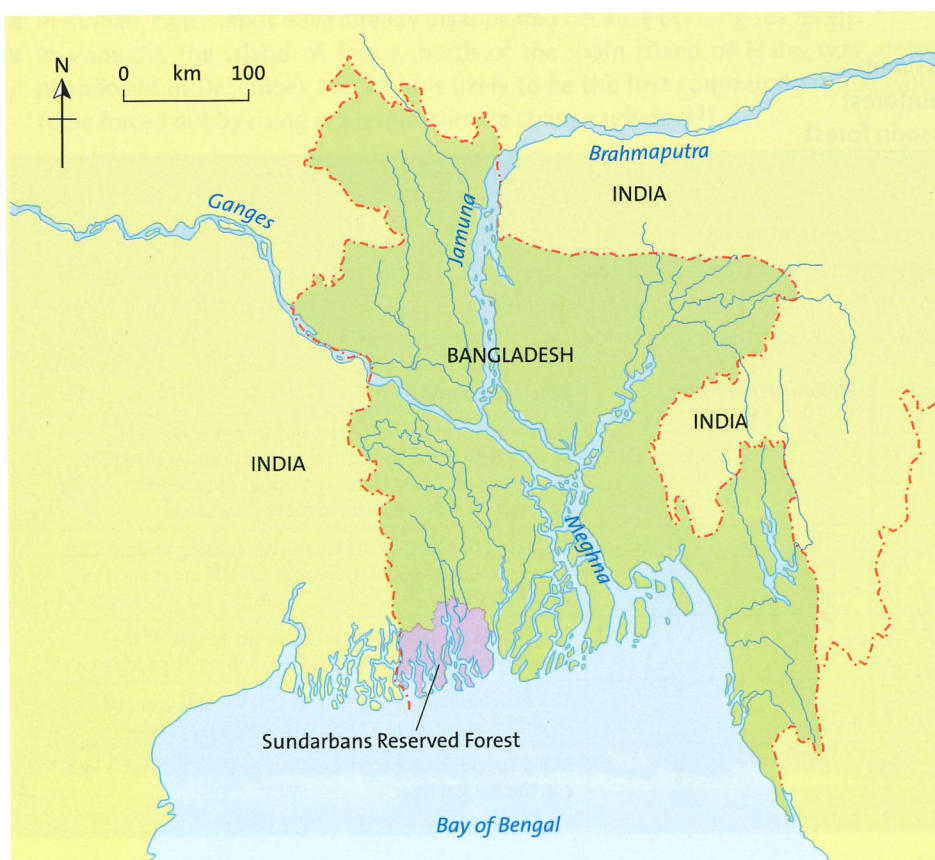 N
0 km 100
Brahmaputra
INDIA
Ganges
Jamuna
BANGLADESH
INDIA
INDIA
Meghna
Sundarbans Reserved Forest
Bay of Bengal